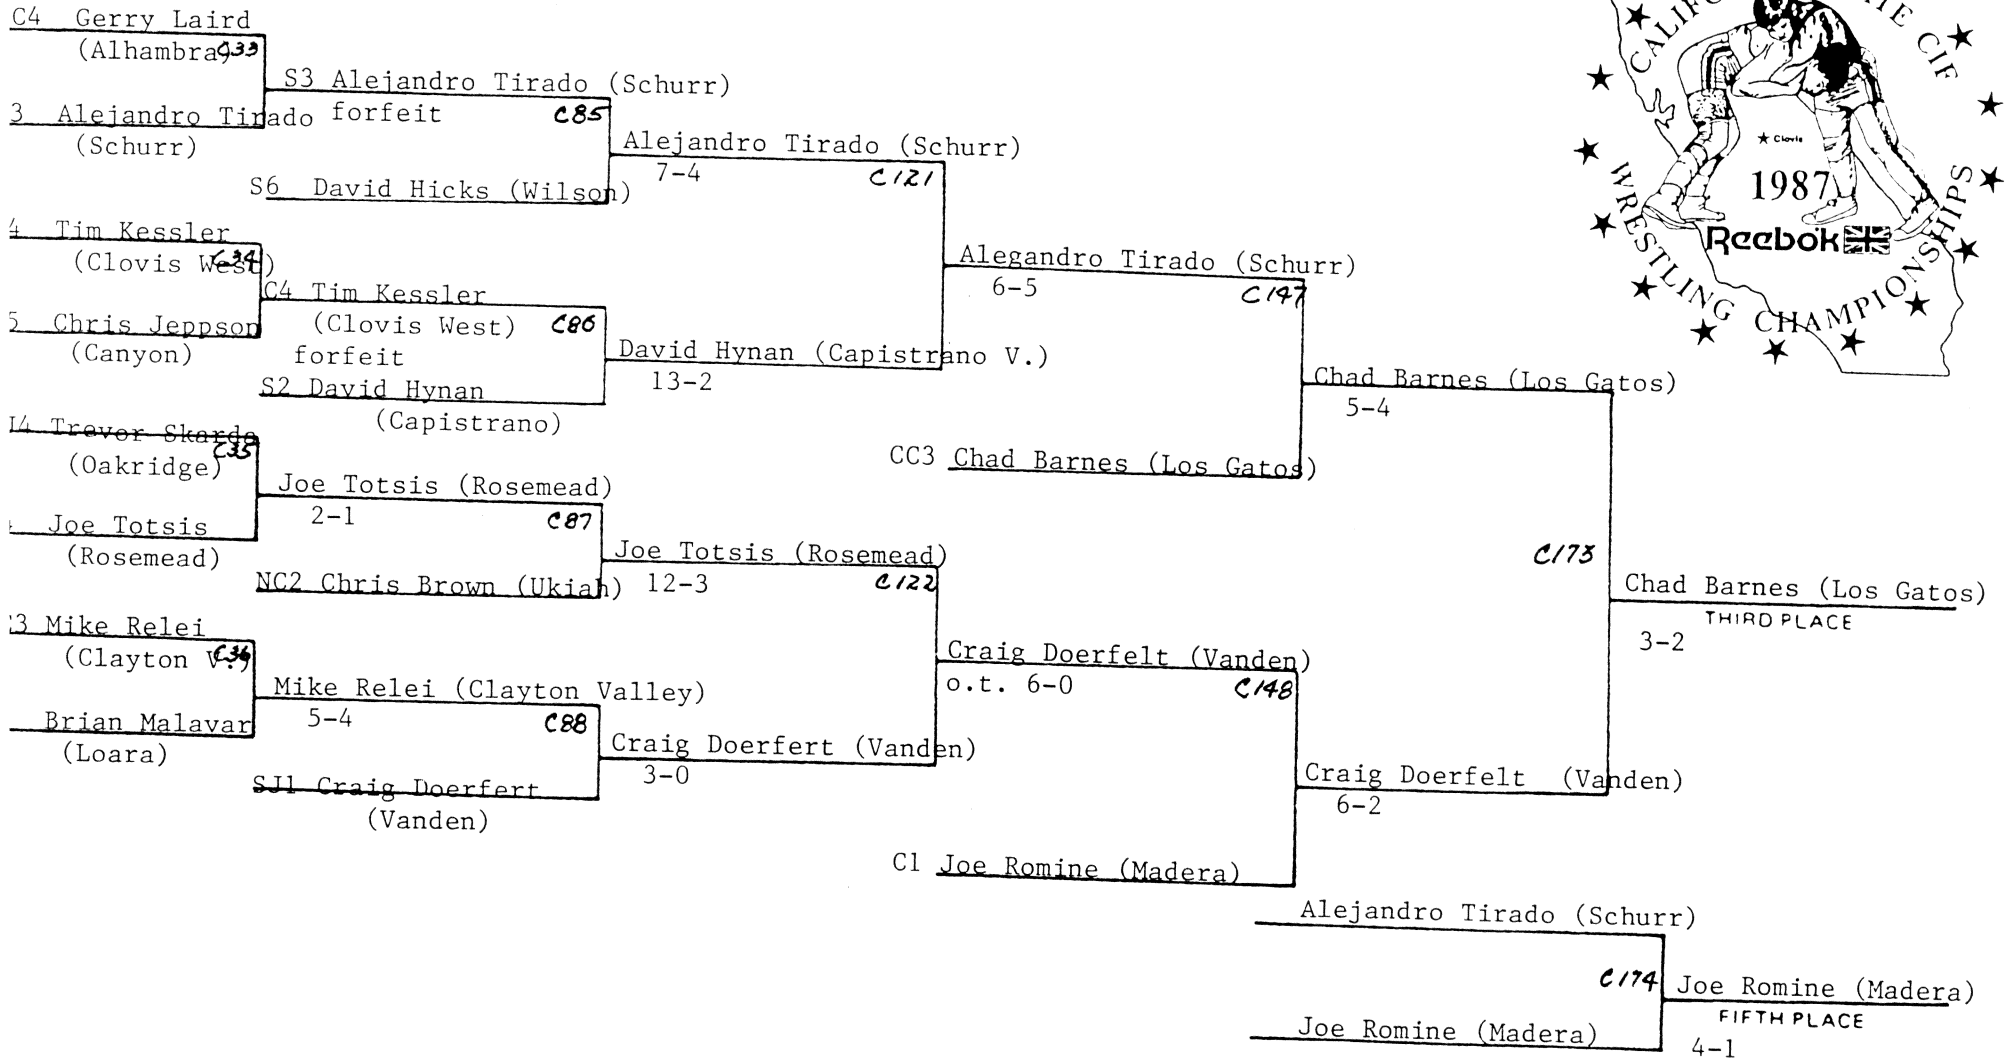 C4 Gerry Laird
(Alhambra)
C33
S3 Alejandro Tirado (Schurr)
forfeit
C85
3 Alejandro Tirado
(Schurr)
Alejandro Tirado (Schurr)
7-4
C121
S6 David Hicks (Wilson)
4 Tim Kessler
(Clovis West)
C34
Alegandro Tirado (Schurr)
6-5
C147
C4 Tim Kessler
(Clovis West)
forfeit
C86
5 Chris Jeppson
(Canyon)
David Hynan (Capistrano V.)
13-2
S2 David Hynan
(Capistrano)
Chad Barnes (Los Gatos)
5-4
CC3 Chad Barnes (Los Gatos)
4 Trevor Skarda
(Oakridge)
C35
Joe Totsis (Rosemead)
2-1
C87
Joe Totsis
(Rosemead)
Joe Totsis (Rosemead)
12-3
C122
C173
NC2 Chris Brown (Ukiah)
Chad Barnes (Los Gatos)
THIRD PLACE
3-2
3 Mike Relei
(Clayton V.)
C36
Craig Doerfelt (Vanden)
o.t. 6-0
C148
Mike Relei (Clayton Valley)
5-4
C88
Brian Malavar
(Loara)
Craig Doerfert (Vanden)
3-0
SJ1 Craig Doerfert
(Vanden)
Craig Doerfelt (Vanden)
6-2
C1 Joe Romine (Madera)
Alejandro Tirado (Schurr)
C174
Joe Romine (Madera)
FIFTH PLACE
4-1
Joe Romine (Madera)
CIF
Clovis
1987
Reebok
WRESTLING CHAMPIONSHIPS